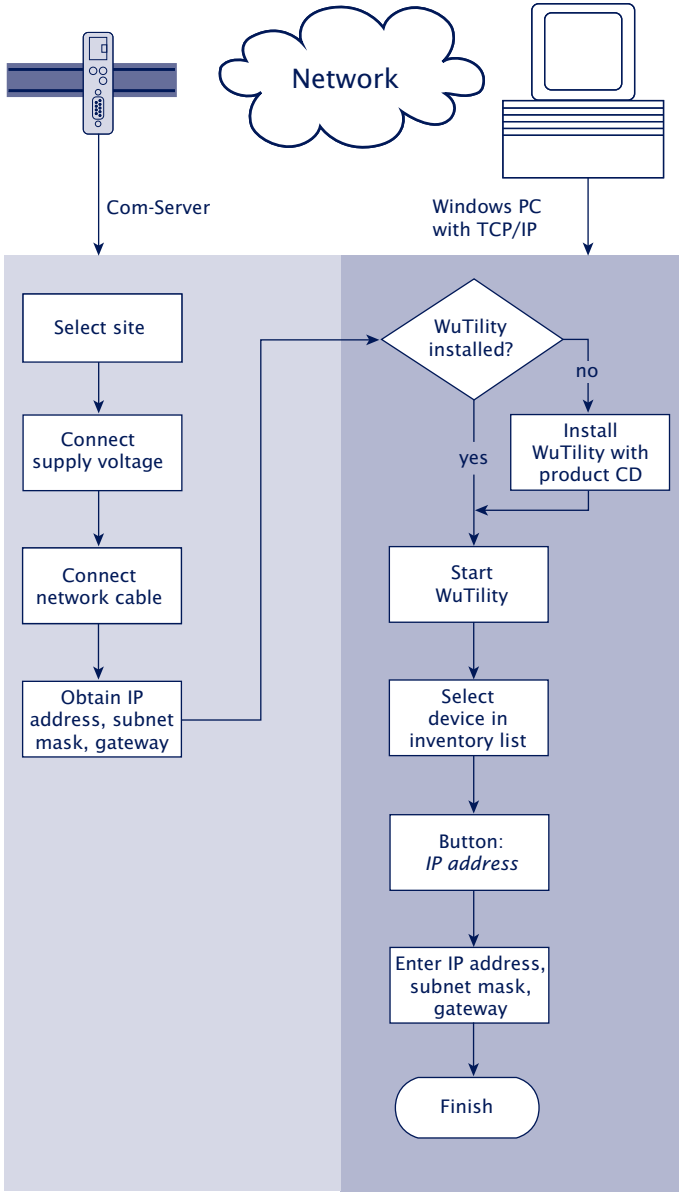 Network
Com-Server
Windows PC
with TCP/IP
Select site
Connect
supply voltage
Connect
network cable
Obtain IP
address, subnet
mask, gateway
WuTility
installed?
no
yes
Install
WuTility with
product CD
Start
WuTility
Select
device in
inventory list
Button:
IP address
Enter IP address,
subnet mask,
gateway
Finish